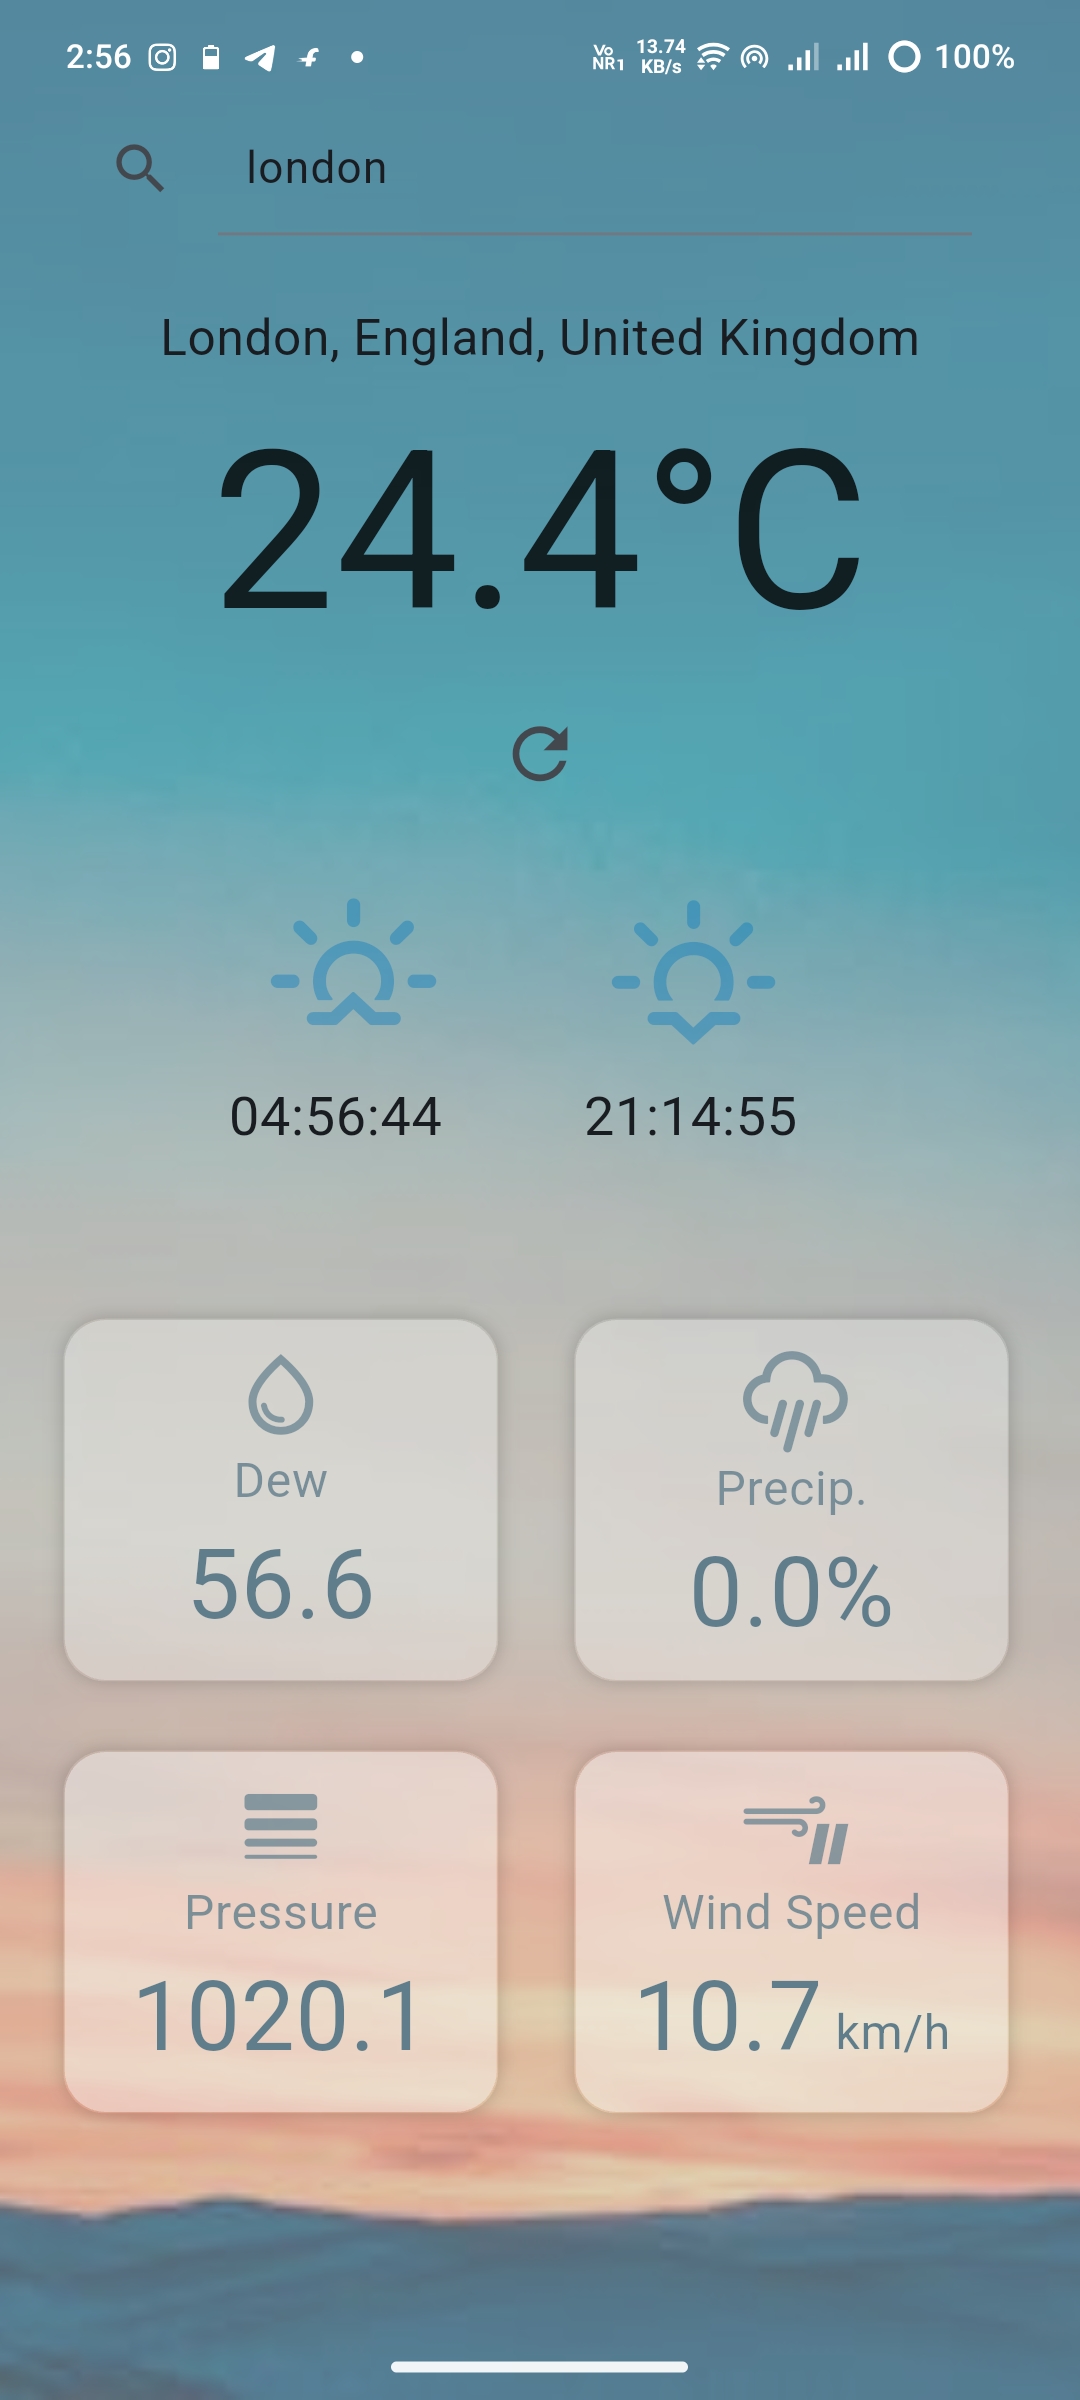 2:56
Vo
NR1
13.74
KB/s
100%
london
London, England, United Kingdom
24.4°C
04:56:44 21:14:55
Dew
56.6
Precip.
0.0%
Pressure
1020.1
Wind Speed
10.7 km/h